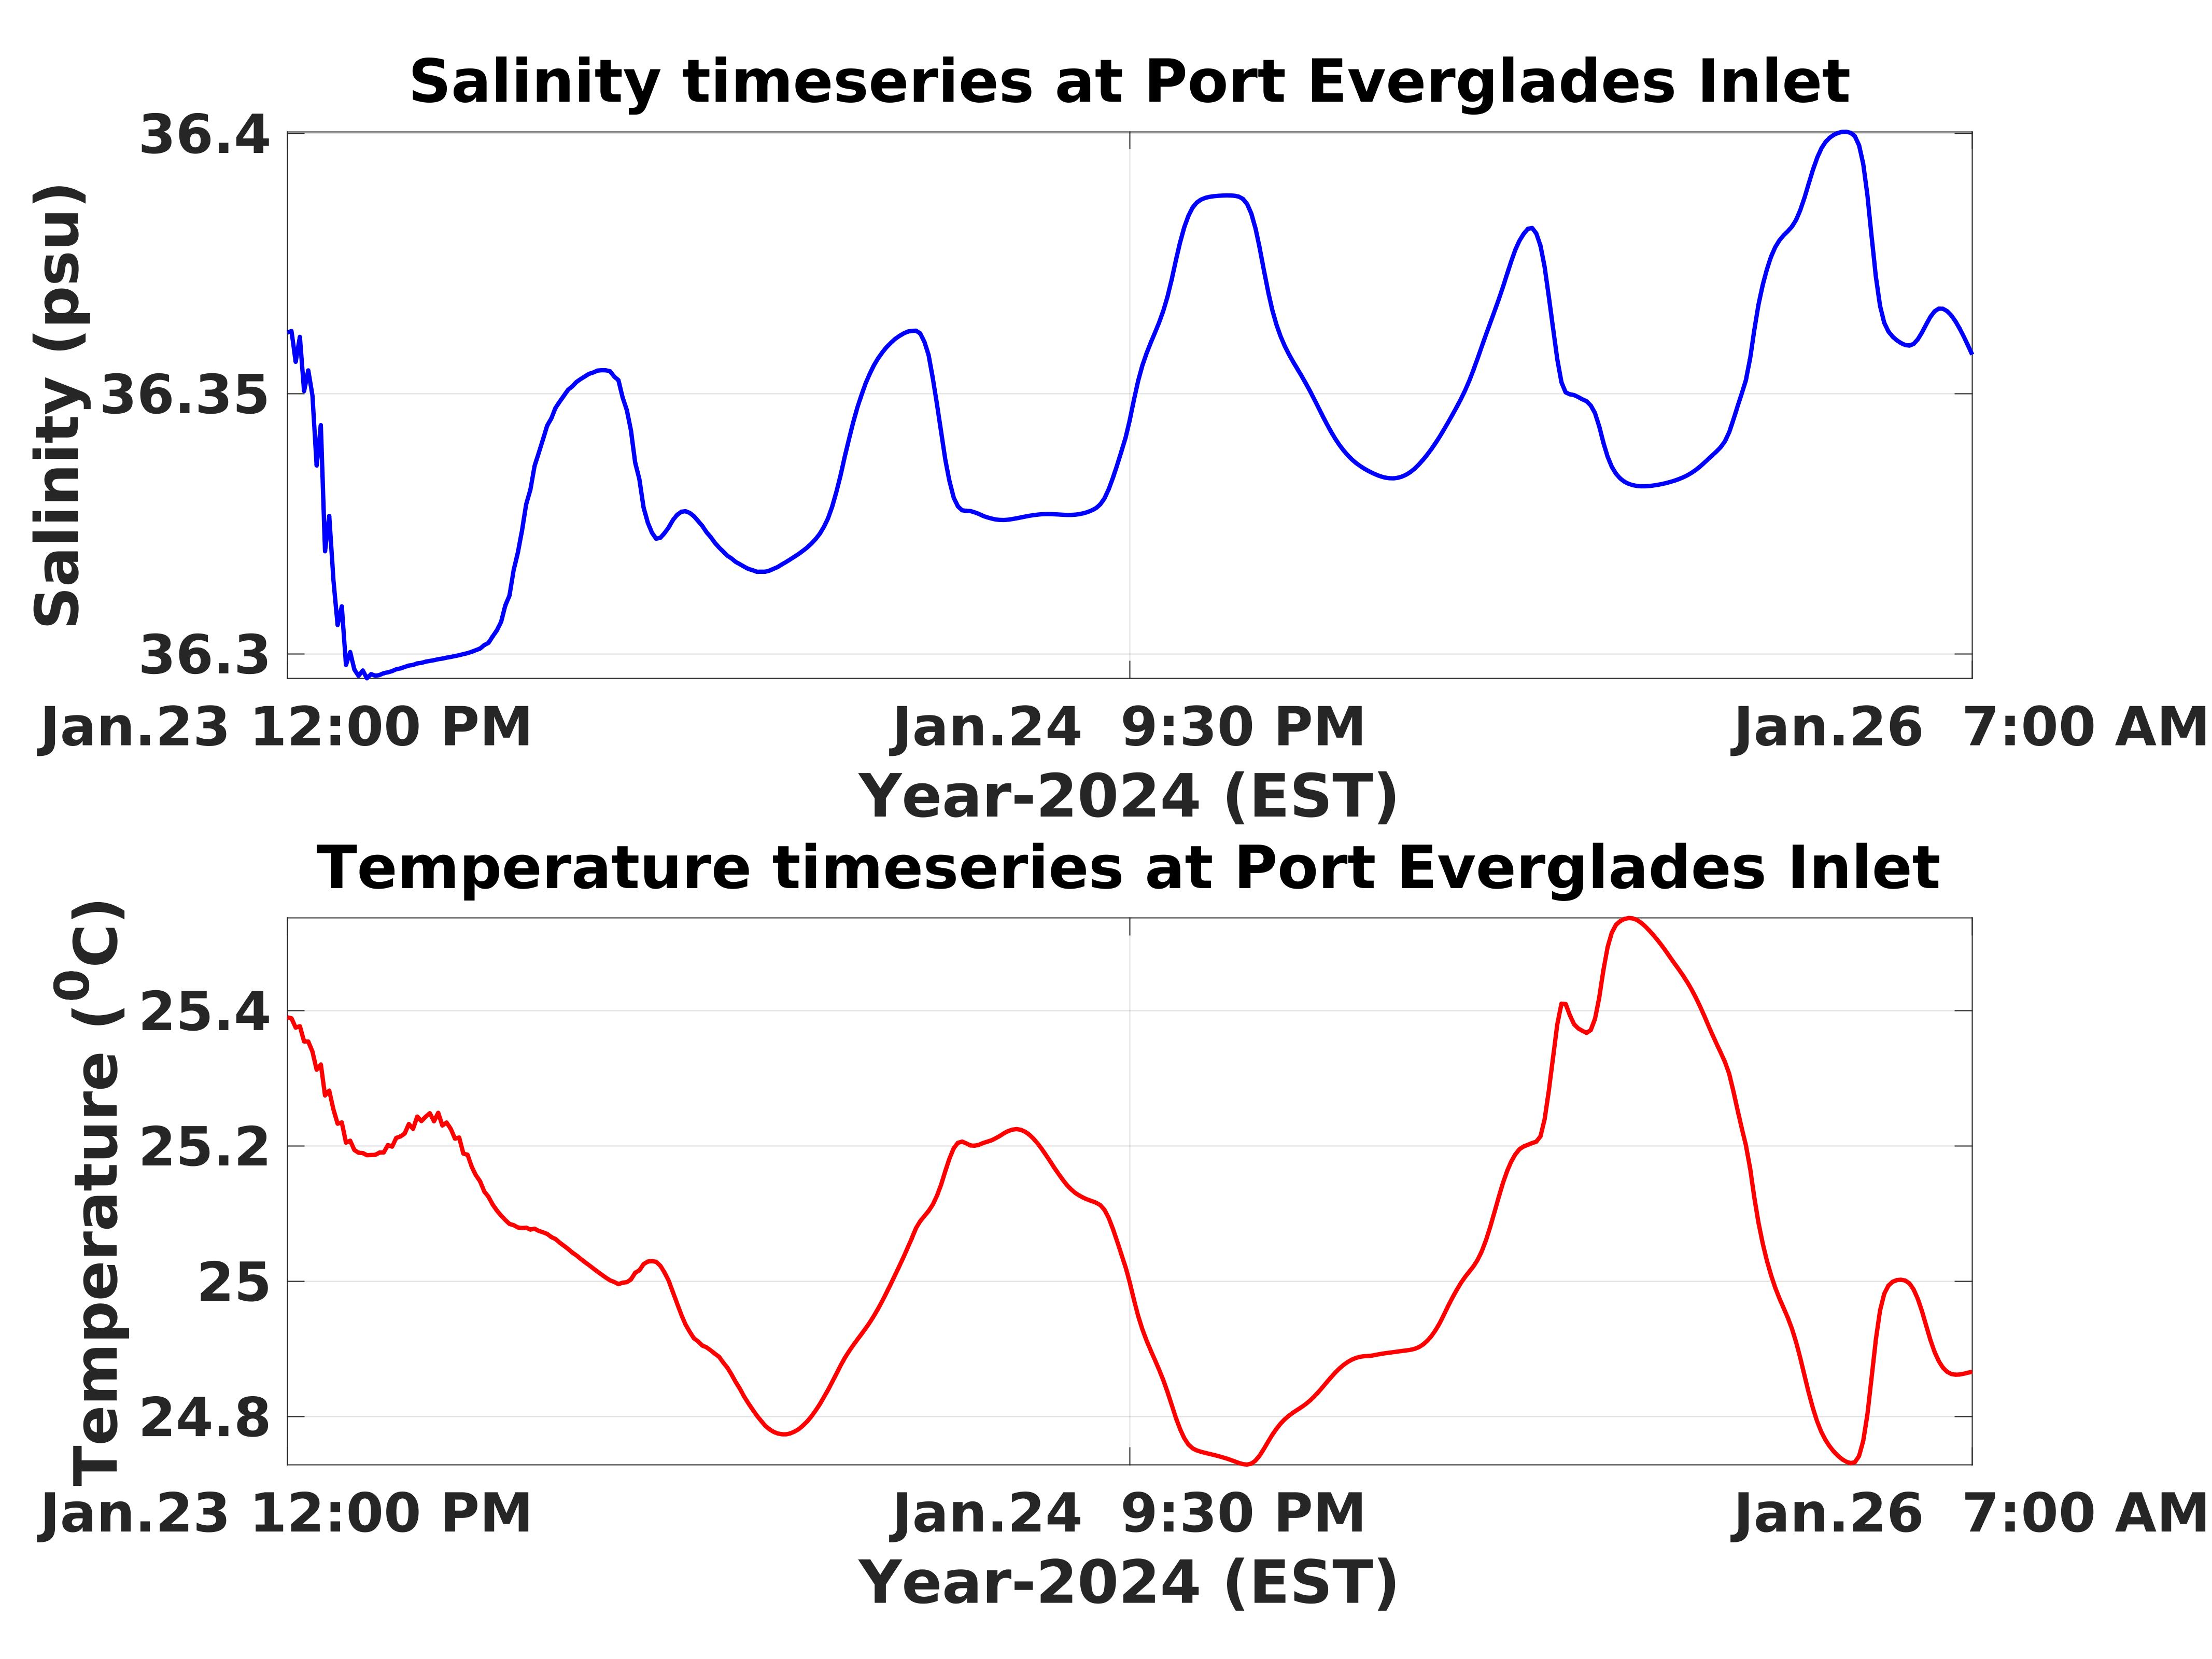 Salinity timeseries at Port Everglades Inlet
Salinity (psu)
36.4
36.35
36.3
Jan.23 12:00 PM Jan.24 9:30 PM Jan.26 7:00 AM
Year-2024 (EST)
Temperature timeseries at Port Everglades Inlet
Temperature (⁰C)
25.4
25.2
25
24.8
Jan.23 12:00 PM Jan.24 9:30 PM Jan.26 7:00 AM
Year-2024 (EST)